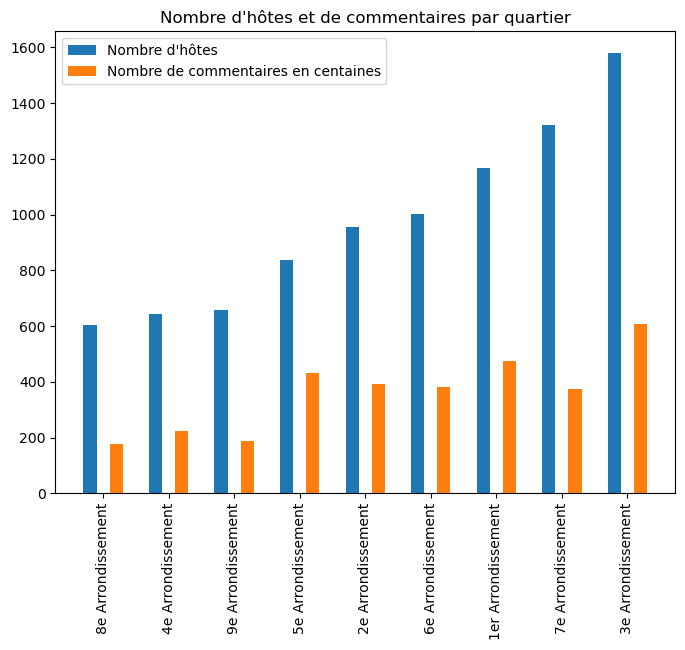 Nombre d'hôtes et de commentaires par quartier
Nombre d'hôtes
Nombre de commentaires en centaines
1600
1400
1200
1000
800
600
400
200
0
8e Arrondissement
4e Arrondissement
9e Arrondissement
5e Arrondissement
2e Arrondissement
6e Arrondissement
1er Arrondissement
7e Arrondissement
3e Arrondissement